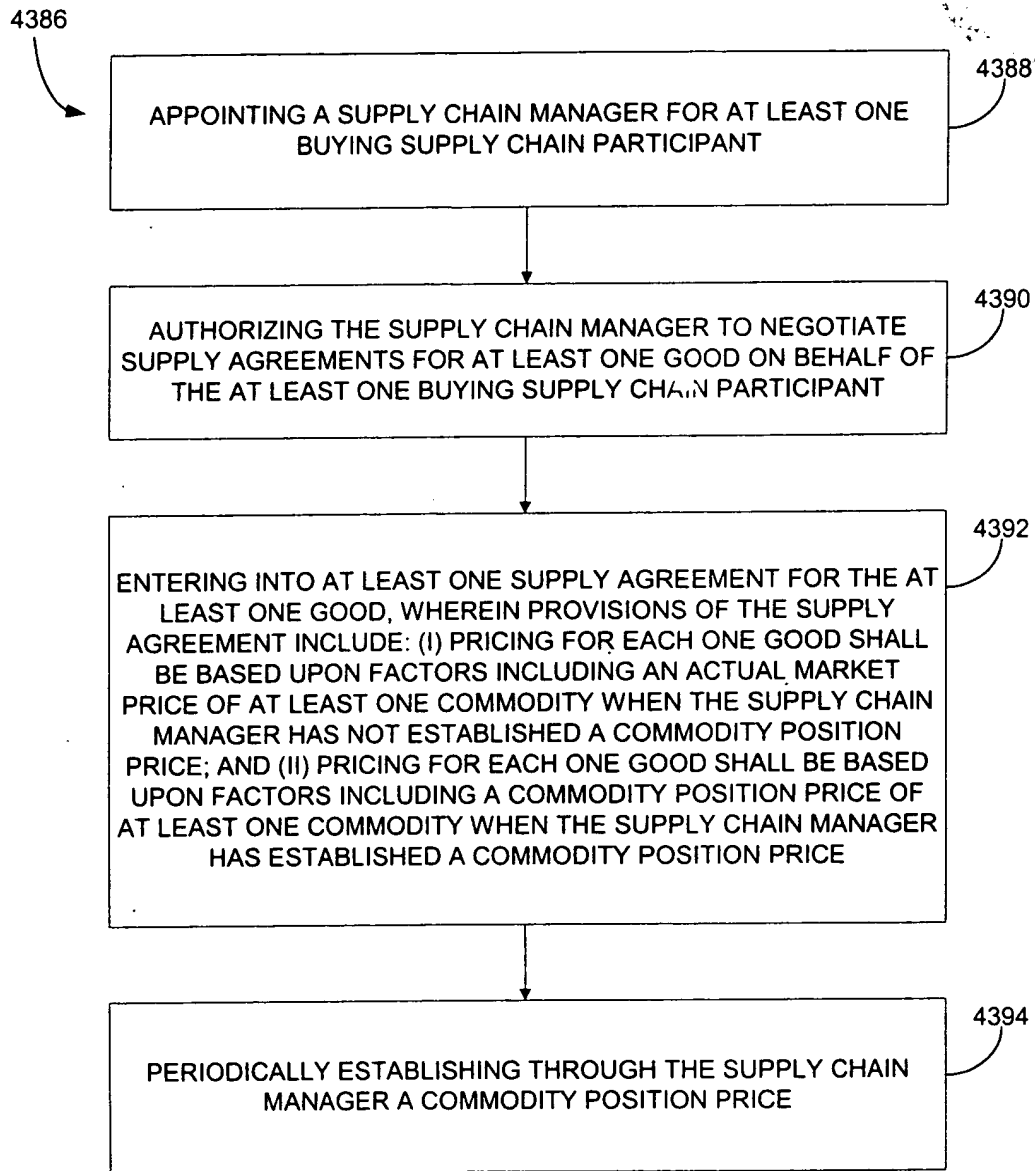 4386
4388
APPOINTING A SUPPLY CHAIN MANAGER FOR AT LEAST ONE
BUYING SUPPLY CHAIN PARTICIPANT
4390
AUTHORIZING THE SUPPLY CHAIN MANAGER TO NEGOTIATE
SUPPLY AGREEMENTS FOR AT LEAST ONE GOOD ON BEHALF OF
THE AT LEAST ONE BUYING SUPPLY CHAIN PARTICIPANT
4392
ENTERING INTO AT LEAST ONE SUPPLY AGREEMENT FOR THE AT
LEAST ONE GOOD, WHEREIN PROVISIONS OF THE SUPPLY
AGREEMENT INCLUDE: (I) PRICING FOR EACH ONE GOOD SHALL
BE BASED UPON FACTORS INCLUDING AN ACTUAL MARKET
PRICE OF AT LEAST ONE COMMODITY WHEN THE SUPPLY CHAIN
MANAGER HAS NOT ESTABLISHED A COMMODITY POSITION
PRICE; AND (II) PRICING FOR EACH ONE GOOD SHALL BE BASED
UPON FACTORS INCLUDING A COMMODITY POSITION PRICE OF
AT LEAST ONE COMMODITY WHEN THE SUPPLY CHAIN MANAGER
HAS ESTABLISHED A COMMODITY POSITION PRICE
4394
PERIODICALLY ESTABLISHING THROUGH THE SUPPLY CHAIN
MANAGER A COMMODITY POSITION PRICE